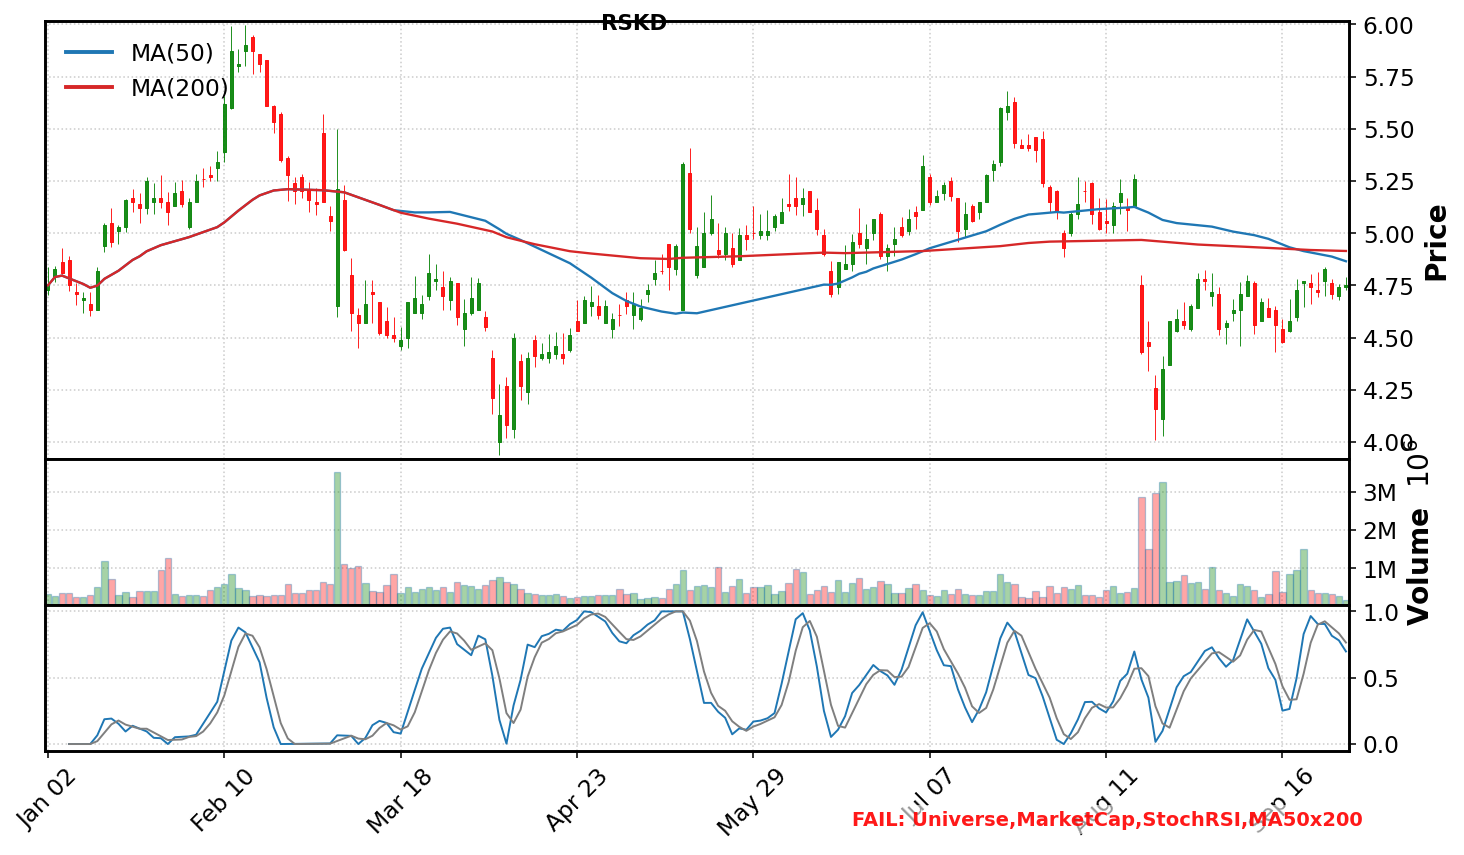 RSKD
MA(50)
MA(200)
6.00
5.75
5.50
5.25
5.00
4.75
4.50
4.25
4.00
Price
3M
2M
1M
Volume 10^6
1.0
0.5
0.0
Jan 02
Feb 10
Mar 18
Apr 23
May 29
Jul 07
Aug 11
Sep 16
FAIL: Universe,MarketCap,StochRSI,MA50x200